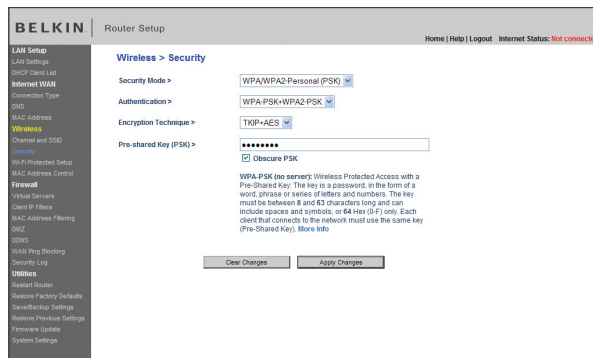 BELKIN
Router Setup
Home | Help | Logout Internet Status: Not connecte
LAN Setup
LAN Settings
DHCP Client List
Internet WAN
Connection Type
DNS
MAC Address
Wireless
Channel and SSID
Security
Wi-Fi Protected Setup
MAC Address Control
Firewall
Virtual Servers
Client IP Filters
MAC Address Filtering
DMZ
DDNS
WAN Ping Blocking
Security Log
Utilities
Restart Router
Restore Factory Defaults
Save/Backup Settings
Restore Previous Settings
Firmware Update
System Settings
Wireless > Security
Security Mode > WPA/WPA2-Personal (PSK)
Authentication > WPA-PSK+WPA2-PSK
Encryption Technique > TKIP+AES
Pre-shared Key (PSK) > ●●●●●●●●
Obscure PSK
WPA-PSK (no server): Wireless Protected Access with a
Pre-Shared Key: The key is a password, in the form of a
word, phrase or series of letters and numbers. The key
must be between 8 and 63 characters long and can
include spaces and symbols, or 64 Hex (0-F) only. Each
client that connects to the network must use the same key
(Pre-Shared Key). More Info
Clear Changes Apply Changes